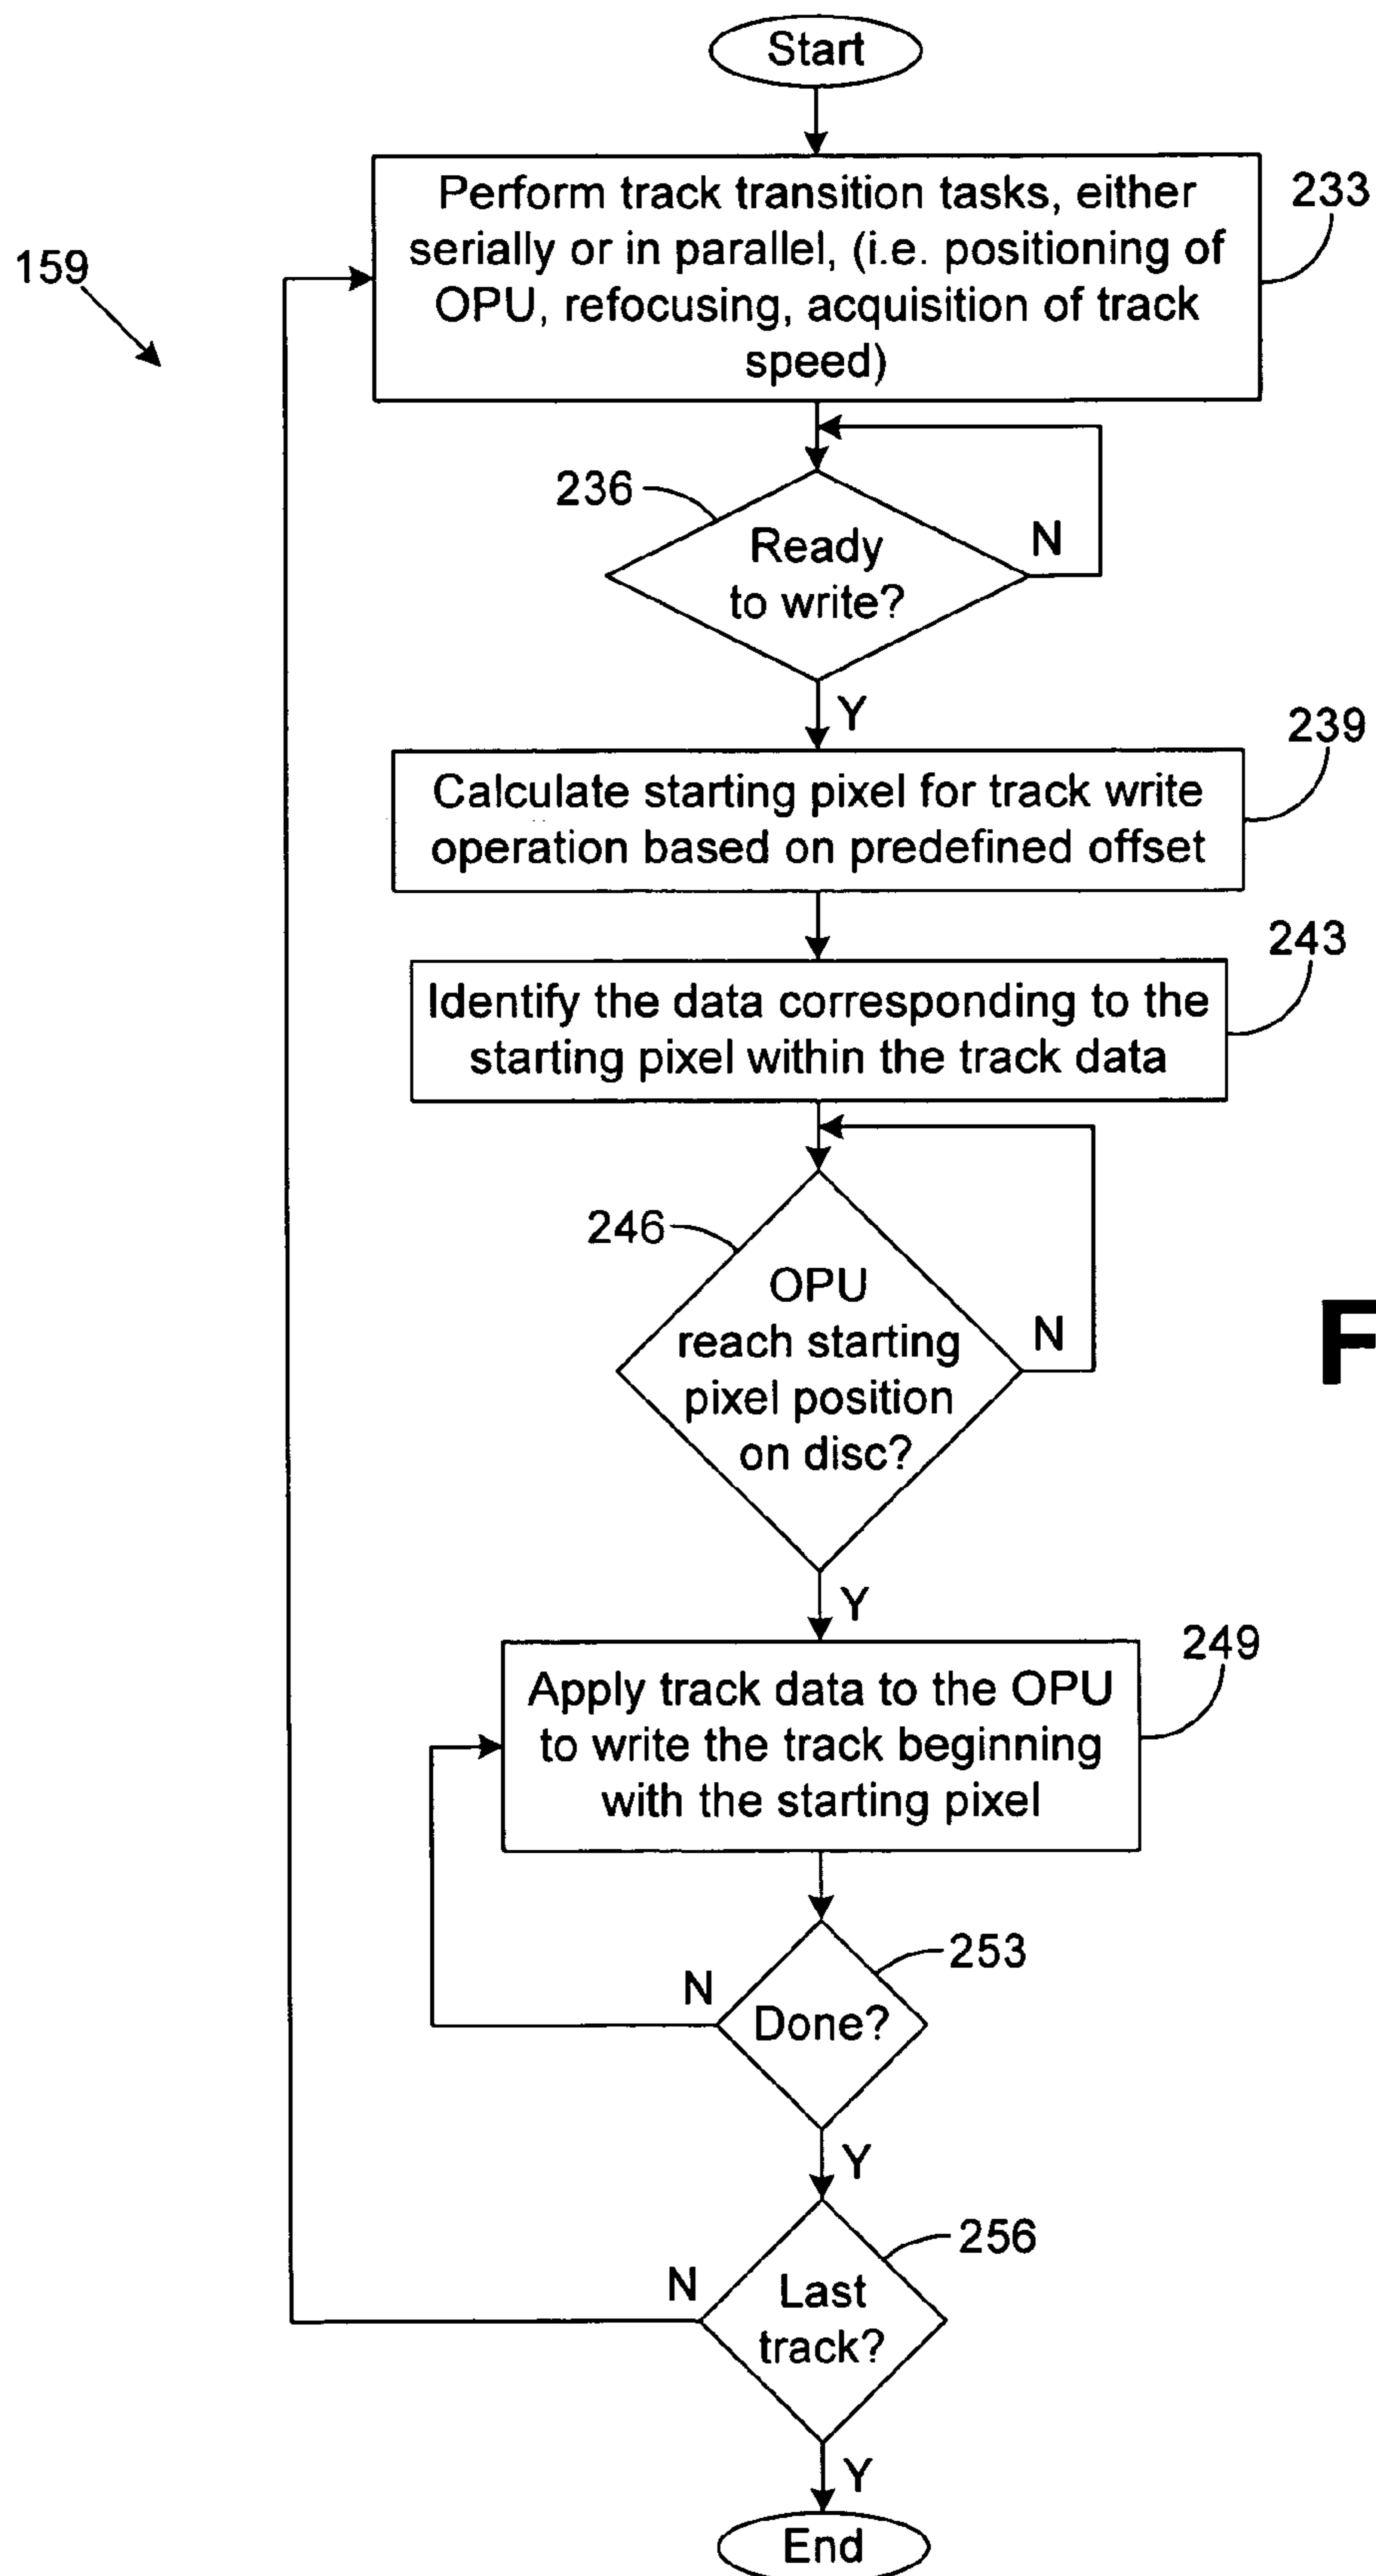 Start
Perform track transition tasks, either
serially or in parallel, (i.e. positioning of
OPU, refocusing, acquisition of track
speed)
233
159
236
Ready
to write?
N
Y
Calculate starting pixel for track write
operation based on predefined offset
239
Identify the data corresponding to the
starting pixel within the track data
243
246
OPU
reach starting
pixel position
on disc?
N
F
Y
Apply track data to the OPU
to write the track beginning
with the starting pixel
249
253
N
Done?
Y
256
N
Last
track?
Y
End